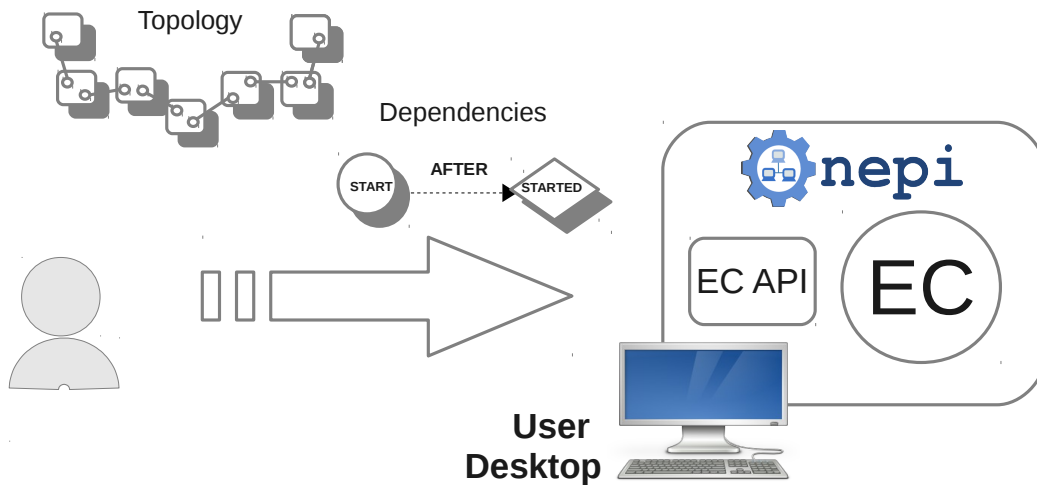 Topology
Dependencies
START
AFTER
STARTED
nepi
EC API
EC
User
Desktop